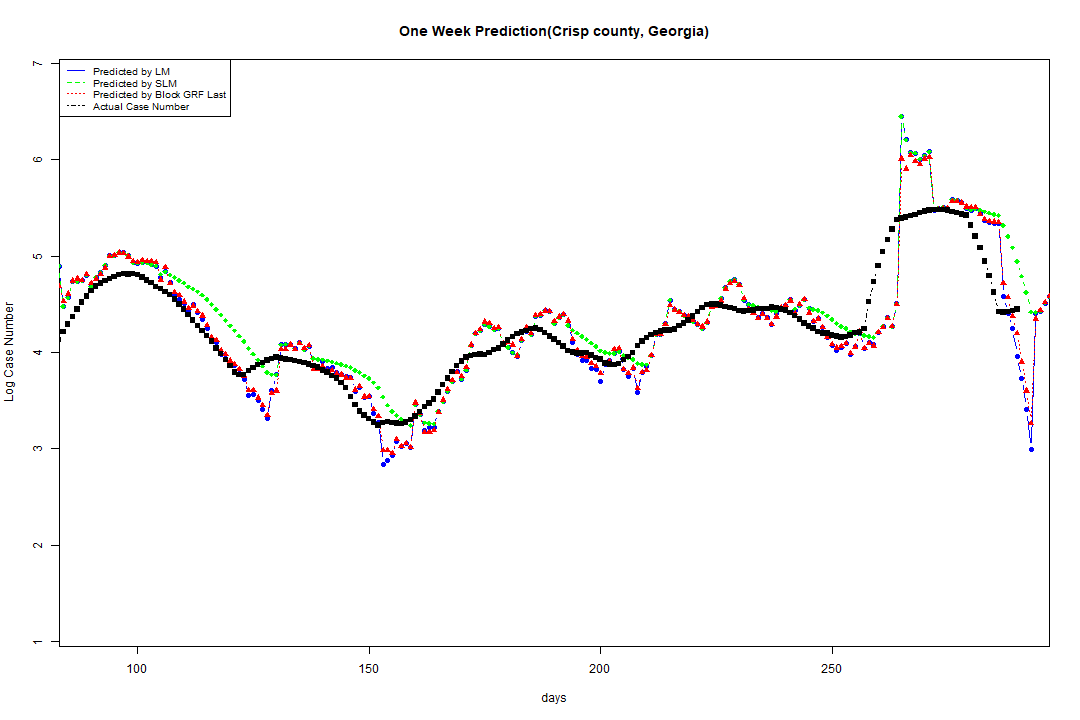 One Week Prediction(Crisp county, Georgia)
Predicted by LM
Predicted by SLM
Predicted by Block GRF Last
Actual Case Number
7
6
5
4
3
2
1
Log Case Number
100 150 200 250
days